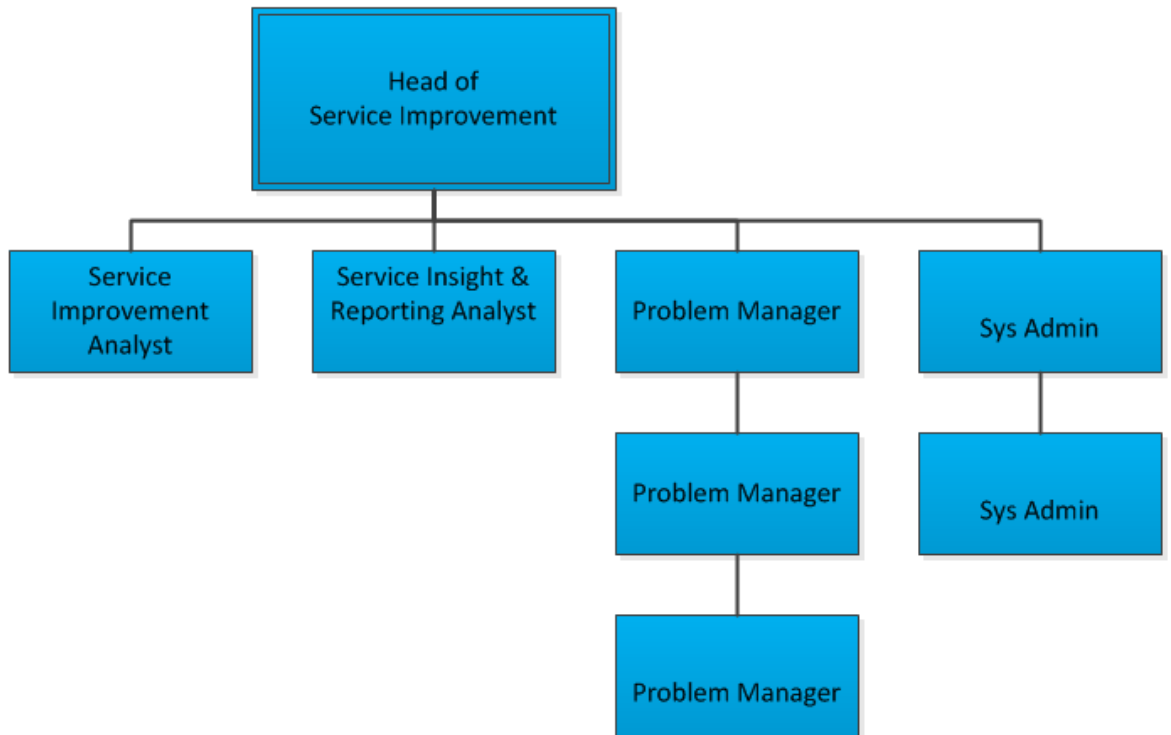 Head of
Service Improvement
Service
Improvement
Analyst
Service Insight &
Reporting Analyst
Problem Manager
Sys Admin
Problem Manager
Sys Admin
Problem Manager